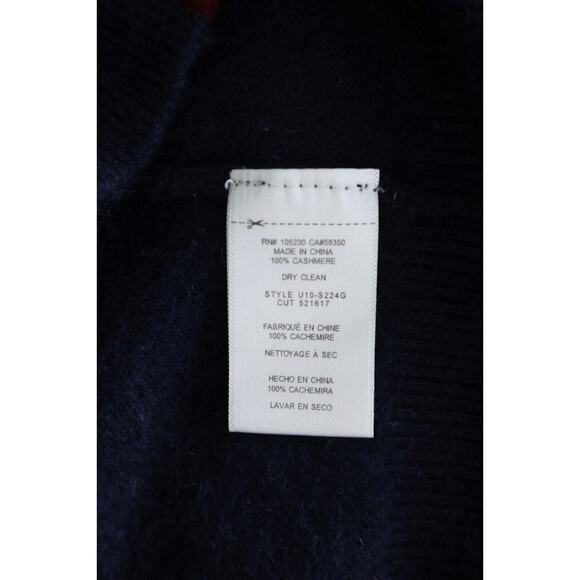 RN# 105230 CA#58350
MADE IN CHINA
100% CASHMERE
DRY CLEAN
STYLE U10-S224G
CUT 521617
FABRIQUÉ EN CHINE
100% CACHEMIRE
NETTOYAGE À SEC
HECHO EN CHINA
100% CACHEMIRA
LAVAR EN SECO